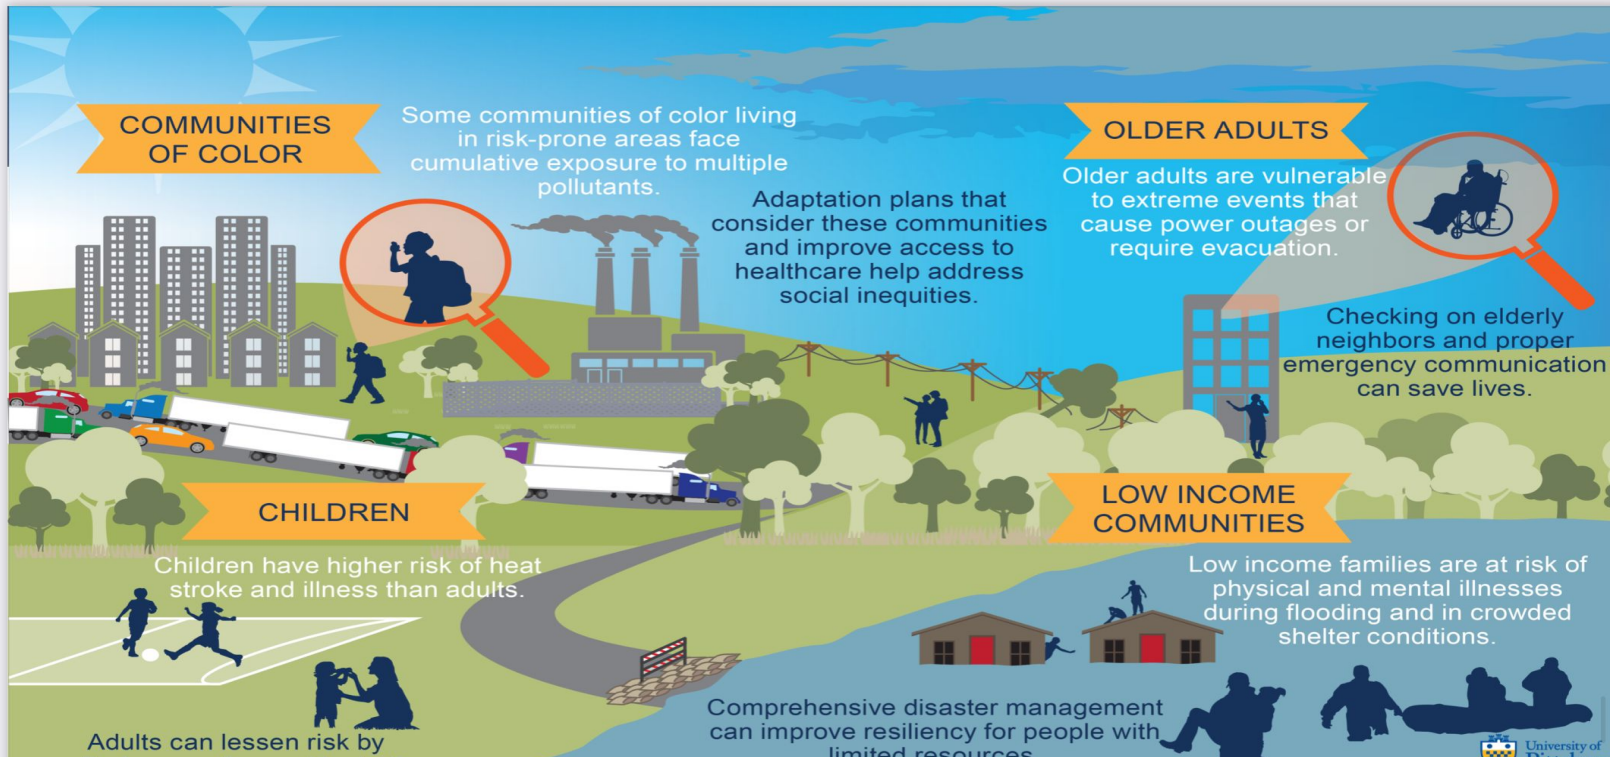 COMMUNITIES
OF COLOR
Some communities of color living
in risk-prone areas face
cumulative exposure to multiple
pollutants.
Adaptation plans that
consider these communities
and improve access to
healthcare help address
social inequities.
OLDER ADULTS
Older adults are vulnerable
to extreme events that
cause power outages or
require evacuation.
Checking on elderly
neighbors and proper
emergency communication
can save lives.
CHILDREN
Children have higher risk of heat
stroke and illness than adults.
Adults can lessen risk by
LOW INCOME
COMMUNITIES
Low income families are at risk of
physical and mental illnesses
during flooding and in crowded
shelter conditions.
Comprehensive disaster management
can improve resiliency for people with
limited resources
University of